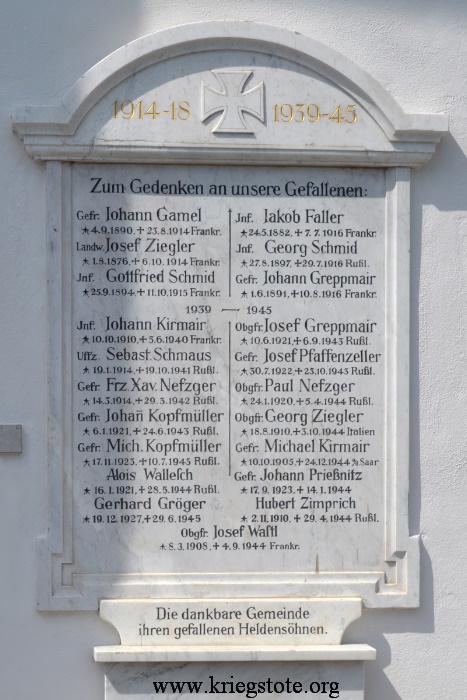 1914-18 1939-45
Zum Gedenken an unsere Gefallenen:
Gefr. Johann Gamel
★4.9.1890,+23.8.1914 Frankr.
Landw. Josef Ziegler
★1.8.1876,+6.10.1914 Frankr.
Jnf. Gottfried Schmid
★25.9.1894,+11.10.1915 Frankr.
Jnf. Jakob Faller
★24.5.1882,+7.7.1916 Frankr.
Jnf. Georg Schmid
★27.8.1897,+29.7.1916 Rußl.
Gefr. Johann Greppmair
★1.6.1891,+10.8.1916 Frankr.
1939 — 1945
Jnf. Johann Kirmair
★10.10.1910,+5.6.1940 Frankr.
Uffz. Sebast. Schmaus
★19.1.1914,+19.10.1941 Rußl.
Gefr. Frz. Xav. Nefzger
★14.3.1914,+29.3.1942 Rußl.
Gefr. Johañ Kopfmüller
★6.1.1921,+24.6.1943 Rußl.
Gefr. Mich. Kopfmüller
★17.11.1923,+10.7.1943 Rußl.
Alois Wallesch
★16.1.1921,+28.5.1944 Rußl.
Gerhard Gröger
★19.12.1927,+29.6.1945
Obgfr. Josef Greppmair
★10.6.1921,+6.9.1943 Rußl.
Gefr. Josef Pfaffenzeller
★30.7.1922,+23.10.1943 Rußl.
Obgfr. Paul Nefzger
★24.1.1920,+5.4.1944 Rußl.
Obgfr. Georg Ziegler
★18.8.1910,+3.10.1944 Italien
Gefr. Michael Kirmair
★10.10.1905,+24.12.1944 a/Saar
Gefr. Johann Prießnitz
★17.9.1923,+14.1.1944
Hubert Zimprich
★2.11.1910,+29.4.1944 Rußl.
Obgfr. Josef Wastl
★8.3.1908,+4.9.1944 Frankr.
Die dankbare Gemeinde
ihren gefallenen Heldensöhnen.
www.kriegstote.org